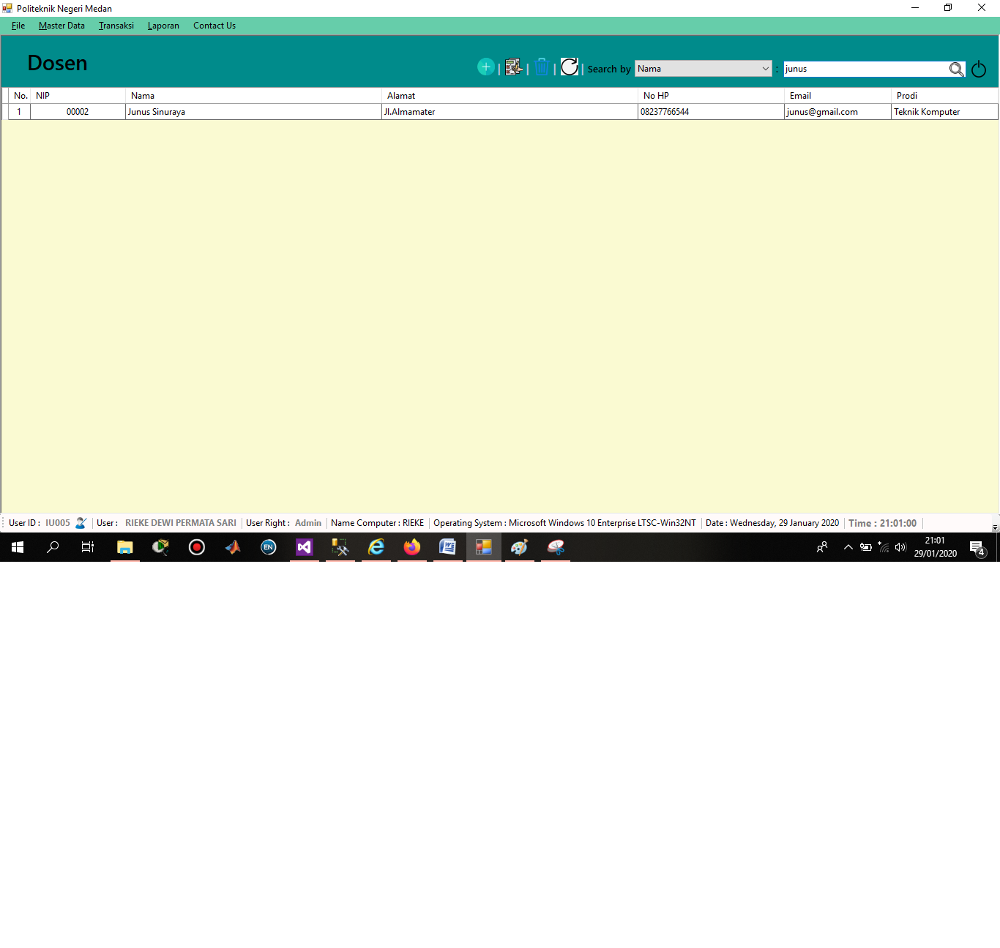 Politeknik Negeri Medan
File Master Data Transaksi Laporan Contact Us
Dosen | | | | Search by Nama : junus
No. NIP Nama Alamat No HP Email Prodi
1 00002 Junus Sinuraya Jl.Almamater 08237766544 junus@gmail.com Teknik Komputer
User ID : IU005 User : RIEKE DEWI PERMATA SARI User Right : Admin Name Computer : RIEKE Operating System : Microsoft Windows 10 Enterprise LTSC-Win32NT Date : Wednesday, 29 January 2020 Time : 21:01:00
EN 21:01
29/01/2020 4